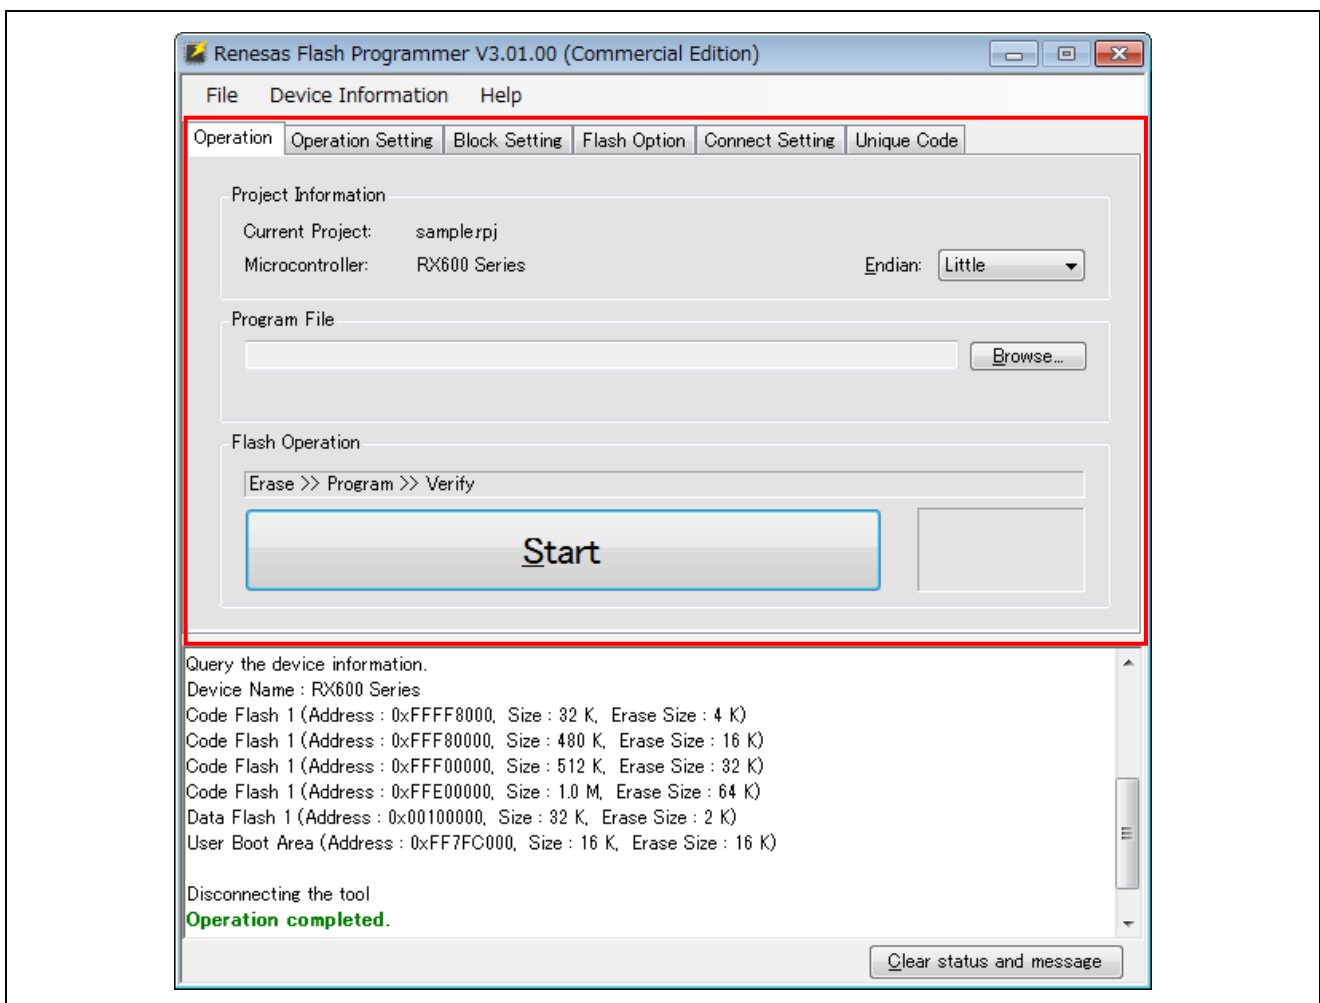 Renesas Flash Programmer V3.01.00 (Commercial Edition)
File Device Information Help
Operation Operation Setting Block Setting Flash Option Connect Setting Unique Code
Project Information
Current Project: sample.rpj
Microcontroller: RX600 Series Endian: Little
Program File
Browse...
Flash Operation
Erase >> Program >> Verify
Start
Query the device information.
Device Name : RX600 Series
Code Flash 1 (Address : 0xFFFF8000, Size : 32 K, Erase Size : 4 K)
Code Flash 1 (Address : 0xFFF80000, Size : 480 K, Erase Size : 16 K)
Code Flash 1 (Address : 0xFFF00000, Size : 512 K, Erase Size : 32 K)
Code Flash 1 (Address : 0xFFE00000, Size : 1.0 M, Erase Size : 64 K)
Data Flash 1 (Address : 0x00100000, Size : 32 K, Erase Size : 2 K)
User Boot Area (Address : 0xFF7FC000, Size : 16 K, Erase Size : 16 K)
Disconnecting the tool
Operation completed.
Clear status and message